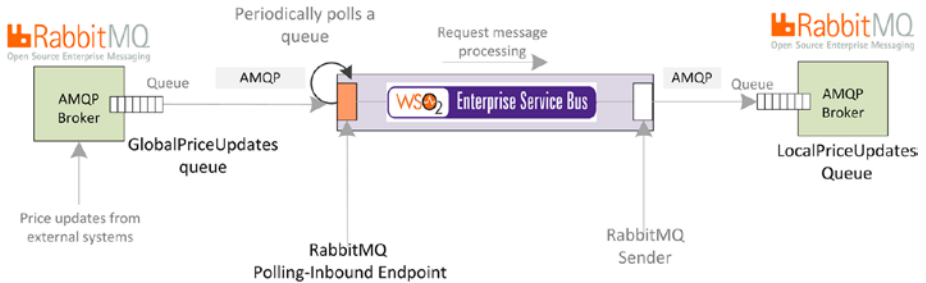 RabbitMQ
Open Source Enterprise Messaging
Periodically polls a
queue
Request message
processing
RabbitMQ
Open Source Enterprise Messaging
AMQP
Broker
Queue
AMQP
WSO2 Enterprise Service Bus
AMQP
Queue
AMQP
Broker
GlobalPriceUpdates
queue
LocalPriceUpdates
Queue
Price updates from
external systems
RabbitMQ
Polling-Inbound Endpoint
RabbitMQ
Sender